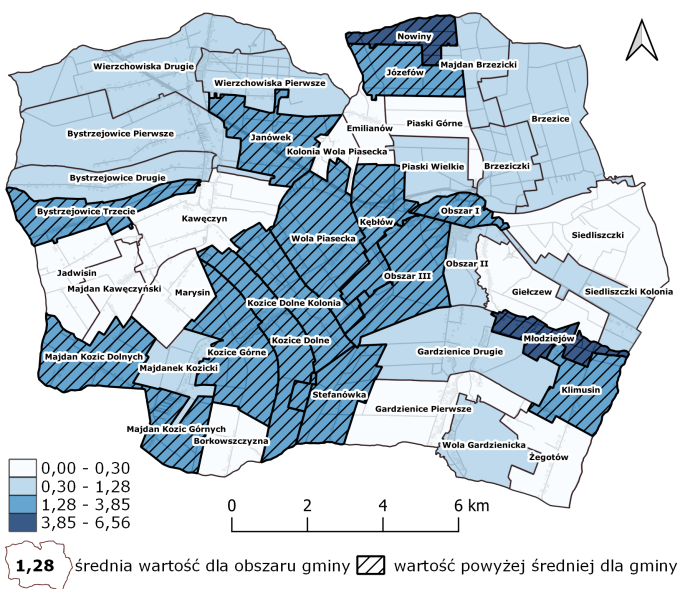 Nowiny
Wierzchowiska Drugie
Józefów
Majdan Brzezicki
Wierzchowiska Pierwsze
Brzezice
Piaski Górne
Emilianów
Bystrzejowice Pierwsze
Janówek
Kolonia Wola Piasecka
Piaski Wielkie
Brzeziczki
Bystrzejowice Drugie
Bystrzejowice Trzecie
Obszar I
Kawęczyn
Kębłów
Siedliszczki
Wola Piasecka
Obszar II
Jadwisin
Obszar III
Majdan Kawęczyński
Marysin
Giełczew
Siedliszczki Kolonia
Kozice Dolne Kolonia
Młodziejów
Kozice Dolne
Kozice Górne
Gardzienice Drugie
Majdan Kozic Dolnych
Majdanek Kozicki
Klimusin
Stefanówka
Gardzienice Pierwsze
Majdan Kozic Górnych
Borkowszczyzna
Wola Gardzienicka
Żegotów
0,00 - 0,30
0,30 - 1,28
1,28 - 3,85
3,85 - 6,56
0 2 4 6 km
1,28 średnia wartość dla obszaru gminy wartość powyżej średniej dla gminy